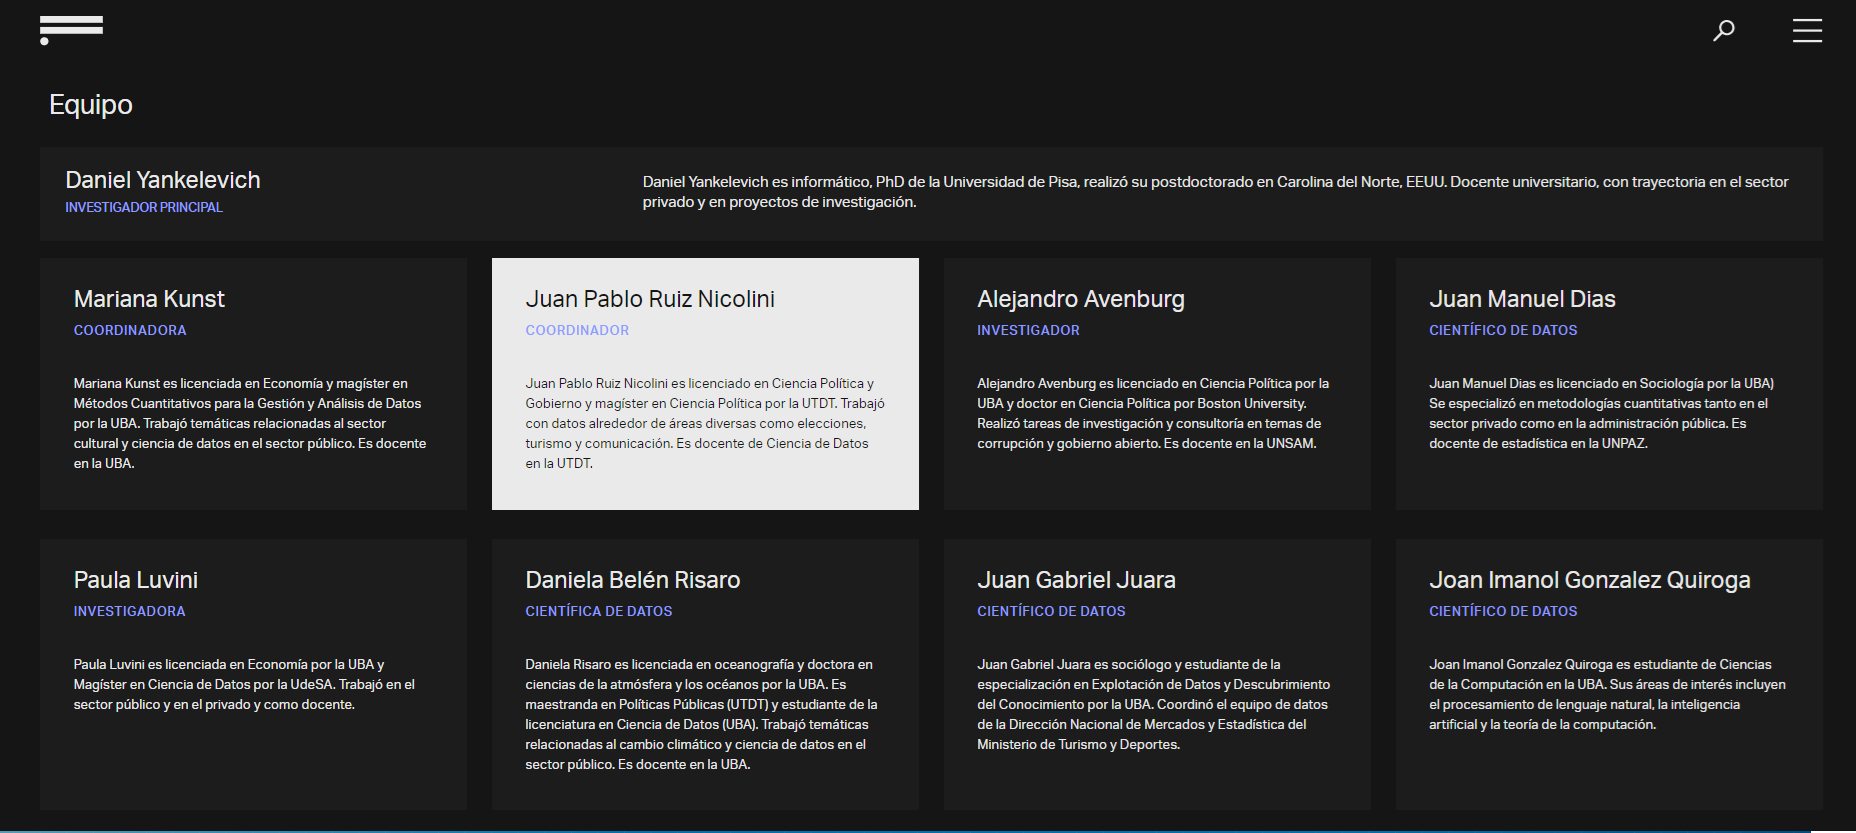 Equipo
Daniel Yankelevich
INVESTIGADOR PRINCIPAL
Daniel Yankelevich es informático, PhD de la Universidad de Pisa, realizó su postdoctorado en Carolina del Norte, EEUU. Docente universitario, con trayectoria en el sector
privado y en proyectos de investigación.
Mariana Kunst
COORDINADORA
Mariana Kunst es licenciada en Economía y magíster en
Métodos Cuantitativos para la Gestión y Análisis de Datos
por la UBA. Trabajó temáticas relacionadas al sector
cultural y ciencia de datos en el sector público. Es docente
en la UBA.
Juan Pablo Ruiz Nicolini
COORDINADOR
Juan Pablo Ruiz Nicolini es licenciado en Ciencia Política y
Gobierno y magíster en Ciencia Política por la UTDT. Trabajó
con datos alrededor de áreas diversas como elecciones,
turismo y comunicación. Es docente de Ciencia de Datos
en la UTDT.
Alejandro Avenburg
INVESTIGADOR
Alejandro Avenburg es licenciado en Ciencia Política por la
UBA y doctor en Ciencia Política por Boston University.
Realizó tareas de investigación y consultoría en temas de
corrupción y gobierno abierto. Es docente en la UNSAM.
Juan Manuel Dias
CIENTÍFICO DE DATOS
Juan Manuel Dias es licenciado en Sociología por la UBA)
Se especializó en metodologías cuantitativas tanto en el
sector privado como en la administración pública. Es
docente de estadística en la UNPAZ.
Paula Luvini
INVESTIGADORA
Paula Luvini es licenciada en Economía por la UBA y
Magíster en Ciencia de Datos por la UdeSA. Trabajó en el
sector público y en el privado y como docente.
Daniela Belén Risaro
CIENTÍFICA DE DATOS
Daniela Risaro es licenciada en oceanografía y doctora en
ciencias de la atmósfera y los océanos por la UBA. Es
maestranda en Políticas Públicas (UTDT) y estudiante de la
licenciatura en Ciencia de Datos (UBA). Trabajó temáticas
relacionadas al cambio climático y ciencia de datos en el
sector público. Es docente en la UBA.
Juan Gabriel Juara
CIENTÍFICO DE DATOS
Juan Gabriel Juara es sociólogo y estudiante de la
especialización en Explotación de Datos y Descubrimiento
del Conocimiento por la UBA. Coordinó el equipo de datos
de la Dirección Nacional de Mercados y Estadística del
Ministerio de Turismo y Deportes.
Joan Imanol Gonzalez Quiroga
CIENTÍFICO DE DATOS
Joan Imanol Gonzalez Quiroga es estudiante de Ciencias
de la Computación en la UBA. Sus áreas de interés incluyen
el procesamiento de lenguaje natural, la inteligencia
artificial y la teoría de la computación.